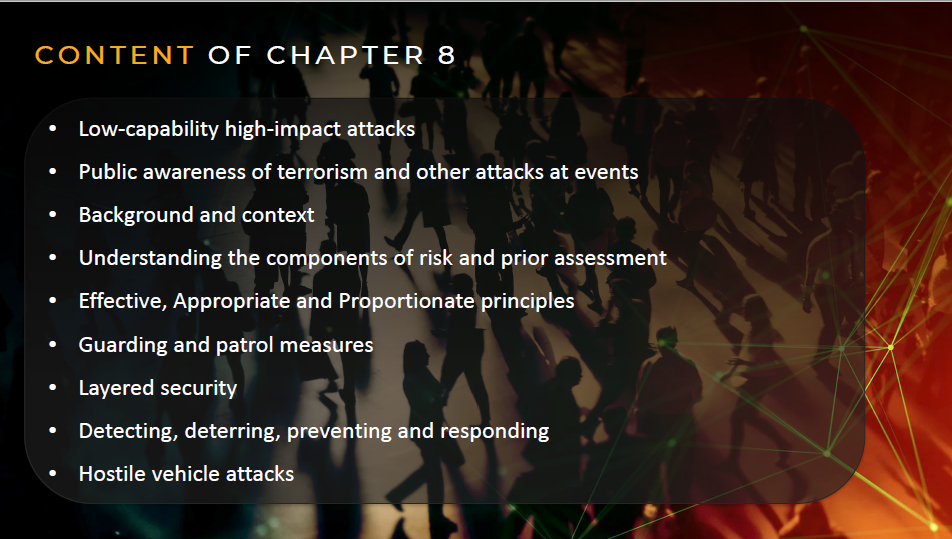 CONTENT OF CHAPTER 8
• Low-capability high-impact attacks
• Public awareness of terrorism and other attacks at events
• Background and context
• Understanding the components of risk and prior assessment
• Effective, Appropriate and Proportionate principles
• Guarding and patrol measures
• Layered security
• Detecting, deterring, preventing and responding
• Hostile vehicle attacks